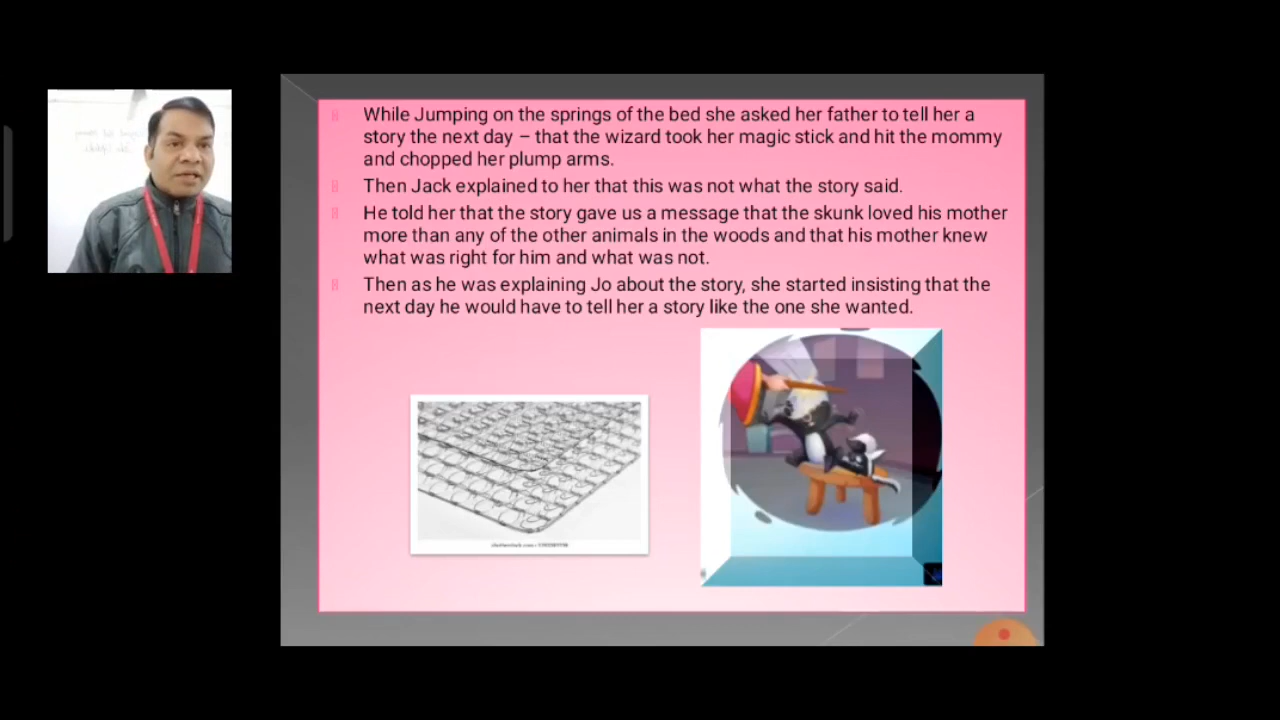 While Jumping on the springs of the bed she asked her father to tell her a
story the next day – that the wizard took her magic stick and hit the mommy
and chopped her plump arms.
Then Jack explained to her that this was not what the story said.
He told her that the story gave us a message that the skunk loved his mother
more than any of the other animals in the woods and that his mother knew
what was right for him and what was not.
Then as he was explaining Jo about the story, she started insisting that the
next day he would have to tell her a story like the one she wanted.